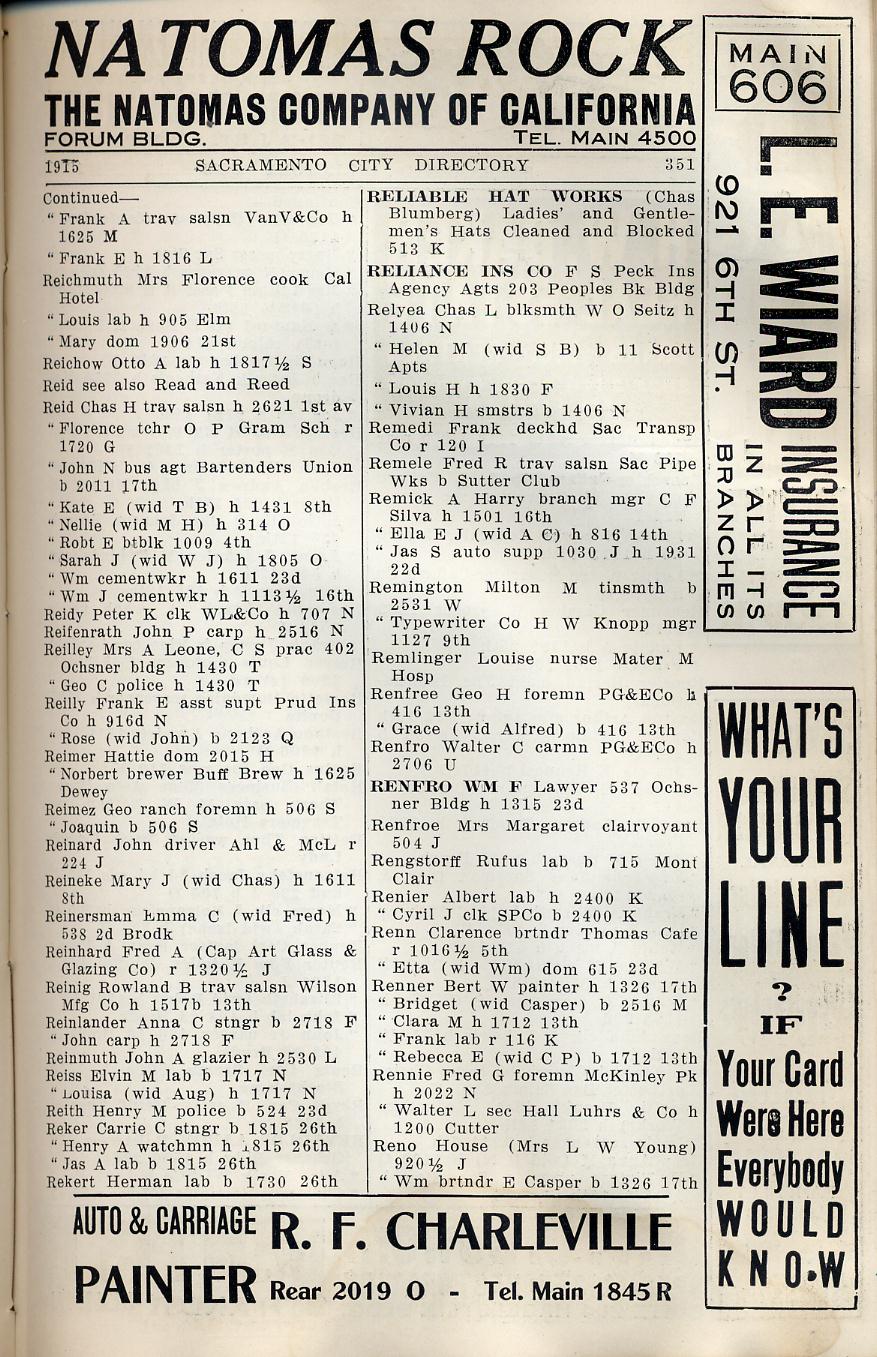 NATOMAS ROCK
THE NATOMAS COMPANY OF CALIFORNIA
FORUM BLDG. TEL. MAIN 4500
1915 SACRAMENTO CITY DIRECTORY 351
Continued—
“ Frank A trav salsn VanV&Co h
1625 M
“ Frank E h 1816 L
Reichmuth Mrs Florence cook Cal
Hotel
“ Louis lab h 905 Elm
“ Mary dom 1906 21st
Reichow Otto A lab h 1817½ S
Reid see also Read and Reed
Reid Chas H trav salsn h 2621 1st av
“ Florence tchr O P Gram Sch r
1720 G
“ John N bus agt Bartenders Union
b 2011 17th
“ Kate E (wid T B) h 1431 8th
“ Nellie (wid M H) h 314 O
“ Robt E btblk 1009 4th
“ Sarah J (wid W J) h 1805 O
“ Wm cementwkr h 1611 23d
“ Wm J cementwkr h 1113½ 16th
Reidy Peter K clk WL&Co h 707 N
Reifenrath John P carp h 2516 N
Reilley Mrs A Leone, C S prac 402
Ochsner bldg h 1430 T
“ Geo C police h 1430 T
Reilly Frank E asst supt Prud Ins
Co h 916d N
“ Rose (wid John) b 2123 Q
Reimer Hattie dom 2015 H
“ Norbert brewer Buff Brew h 1625
Dewey
Reimez Geo ranch foremn h 506 S
“ Joaquin b 506 S
Reinard John driver Ahl & McL r
224 J
Reineke Mary J (wid Chas) h 1611
8th
Reinersman Emma C (wid Fred) h
538 2d Brodk
Reinhard Fred A (Cap Art Glass &
Glazing Co) r 1320½ J
Reinig Rowland B trav salsn Wilson
Mfg Co h 1517b 13th
Reinlander Anna C stngr b 2718 F
“ John carp h 2718 F
Reinmuth John A glazier h 2530 L
Reiss Elvin M lab b 1717 N
“ Louisa (wid Aug) h 1717 N
Reith Henry M police b 524 23d
Reker Carrie C stngr b 1815 26th
“ Henry A watchmn h 1815 26th
“ Jas A lab b 1815 26th
Rekert Herman lab b 1730 26th
RELIABLE HAT WORKS (Chas
Blumberg) Ladies' and Gentle-
men's Hats Cleaned and Blocked
513 K
RELIANCE INS CO F S Peck Ins
Agency Agts 203 Peoples Bk Bldg
Relyea Chas L blksmth W O Seitz h
1406 N
“ Helen M (wid S B) b 11 Scott
Apts
“ Louis H h 1830 F
“ Vivian H smstrs b 1406 N
Remedi Frank deckhd Sac Transp
Co r 120 I
Remele Fred R trav salsn Sac Pipe
Wks b Sutter Club
Remick A Harry branch mgr C F
Silva h 1501 16th
“ Ella E J (wid A C) h 816 14th
“ Jas S auto supp 1030 J h 1931
22d
Remington Milton M tinsmth b
2531 W
“ Typewriter Co H W Knopp mgr
1127 9th
Remlinger Louise nurse Mater M
Hosp
Renfree Geo H foremn PG&ECo h
416 13th
“ Grace (wid Alfred) b 416 13th
Renfro Walter C carmn PG&ECo h
2706 U
RENFRO WM F Lawyer 537 Ochs-
ner Bldg h 1315 23d
Renfroe Mrs Margaret clairvoyant
504 J
Rengstorff Rufus lab b 715 Mont
Clair
Renier Albert lab h 2400 K
“ Cyril J clk SPCo b 2400 K
Renn Clarence brtndr Thomas Cafe
r 1016½ 5th
“ Etta (wid Wm) dom 615 23d
Renner Bert W painter h 1326 17th
“ Bridget (wid Casper) b 2516 M
“ Clara M h 1712 13th
“ Frank lab r 116 K
“ Rebecca E (wid C P) b 1712 13th
Rennie Fred G foremn McKinley Pk
h 2022 N
“ Walter L sec Hall Luhrs & Co h
1200 Cutter
Reno House (Mrs L W Young)
920½ J
“ Wm brtndr E Casper b 1326 17th
MAIN
606
L. E. WIARD INSURANCE
921 6TH ST. IN ALL ITS
BRANCHES
WHAT'S
YOUR
LINE
?
IF
Your Card
Were Here
Everybody
WOULD
KNOW
AUTO & CARRIAGE R. F. CHARLEVILLE
PAINTER Rear 2019 O - Tel. Main 1845 R